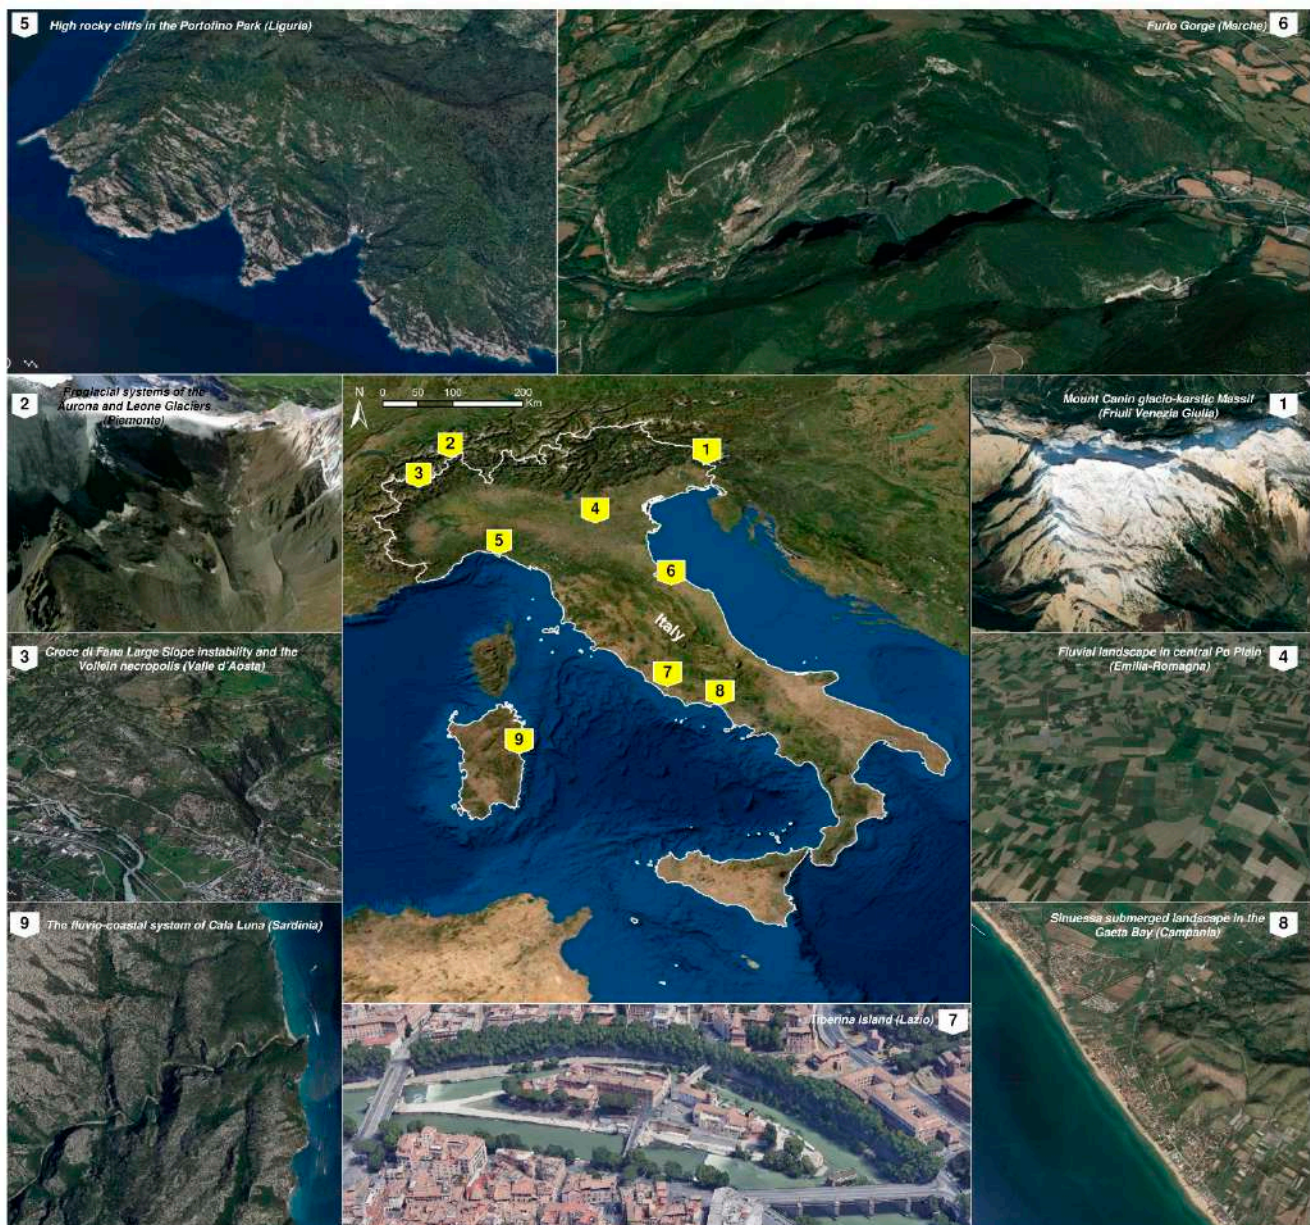 5
High rocky cliffs in the Portofino Park (Liguria)
Furlo Gorge (Marche)
6
2
Proglacial systems of the
Aurona and Leone Glaciers
(Piemonte)
N
0 50 100 200
Km
2
3
1
4
5
6
Italy
7
8
9
Mount Canin glacio-karstic Massif
(Friuli Venezia Giulia)
1
3
Croce di Fana Large Slope instability and the
Vollein necropolis (Valle d'Aosta)
Fluvial landscape in central Po Plain
(Emilia-Romagna)
4
9
The fluvio-coastal system of Cala Luna (Sardinia)
Sinuessa submerged landscape in the
Gaeta Bay (Campania)
8
Tiberina Island (Lazio)
7